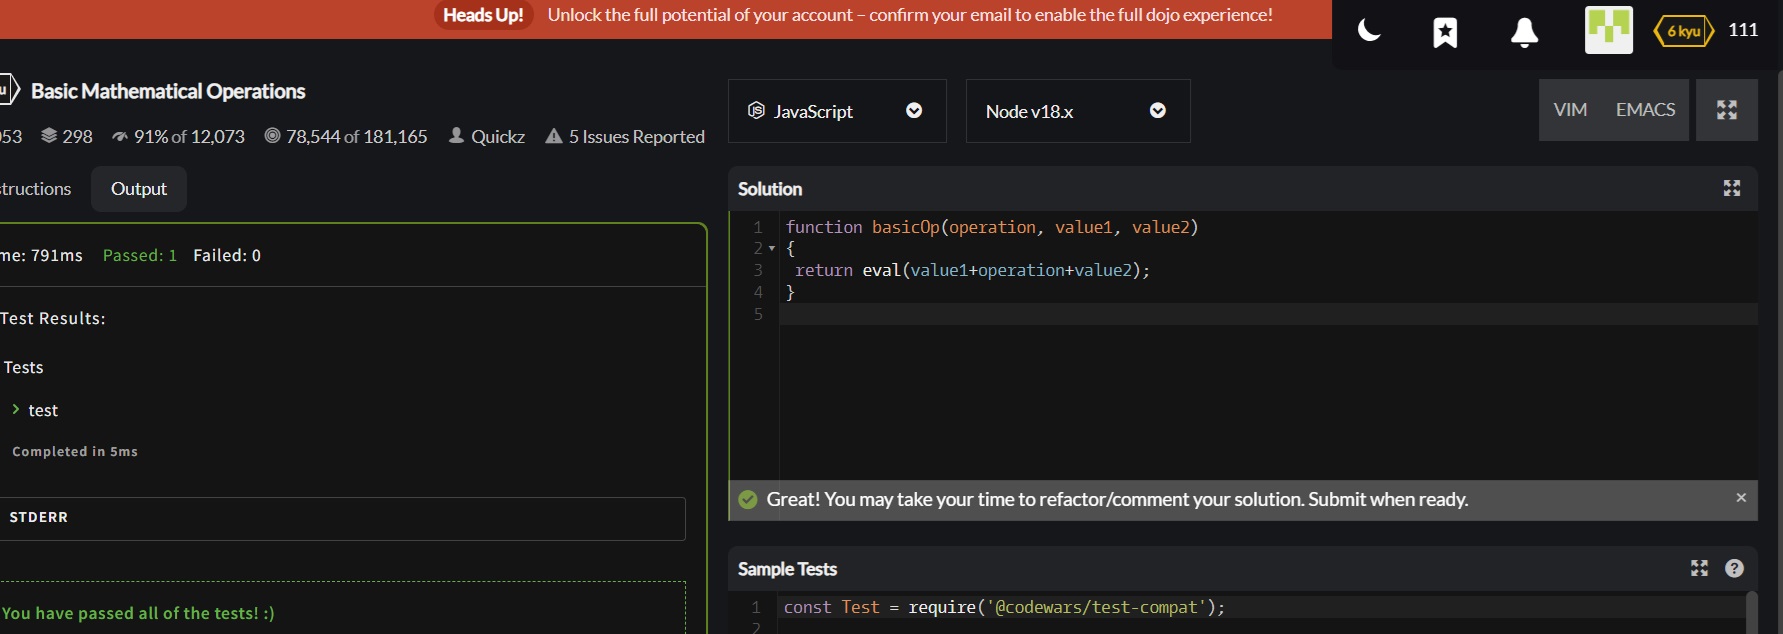 Heads Up! Unlock the full potential of your account – confirm your email to enable the full dojo experience!
6 kyu 111
Basic Mathematical Operations
298 91% of 12,073 78,544 of 181,165 Quickz 5 Issues Reported
Output
791ms Passed: 1 Failed: 0
Test Results:
Tests
test
Completed in 5ms
STDERR
You have passed all of the tests! :)
JavaScript
Node v18.x
VIM EMACS
Solution
1 function basicOp(operation, value1, value2)
2 {
3 return eval(value1+operation+value2);
4 }
5
Great! You may take your time to refactor/comment your solution. Submit when ready.
Sample Tests
1 const Test = require('@codewars/test-compat');
2